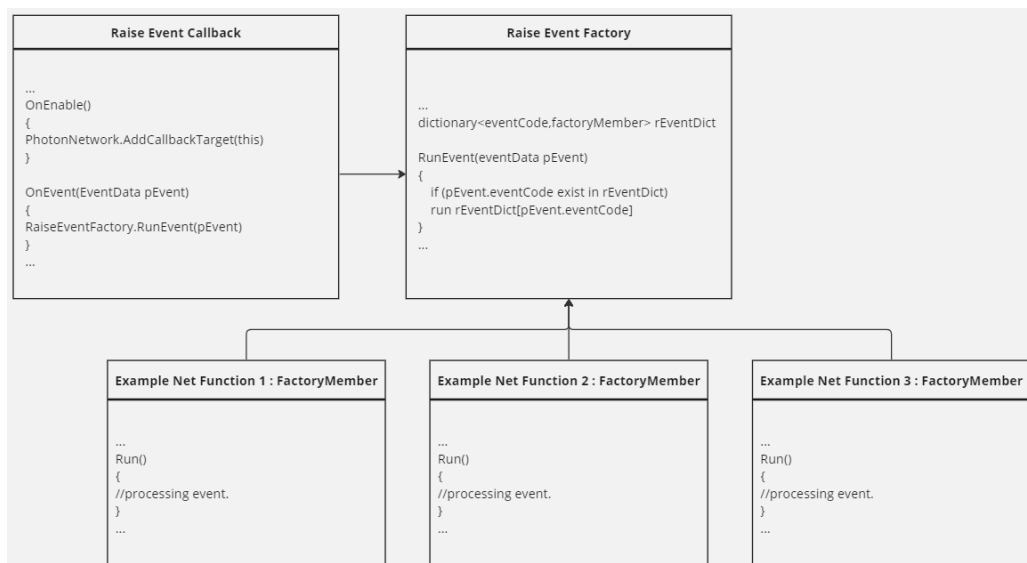 Raise Event Callback
...
OnEnable()
{
PhotonNetwork.AddCallbackTarget(this)
}
OnEvent(EventData pEvent)
{
RaiseEventFactory.RunEvent(pEvent)
}
...
Raise Event Factory
...
dictionary<eventCode,factoryMember> rEventDict
RunEvent(eventData pEvent)
{
if (pEvent.eventCode exist in rEventDict)
run rEventDict[pEvent.eventCode]
}
...
Example Net Function 1 : FactoryMember
...
Run()
{
//processing event.
}
...
Example Net Function 2 : FactoryMember
...
Run()
{
//processing event.
}
...
Example Net Function 3 : FactoryMember
...
Run()
{
//processing event.
}
...